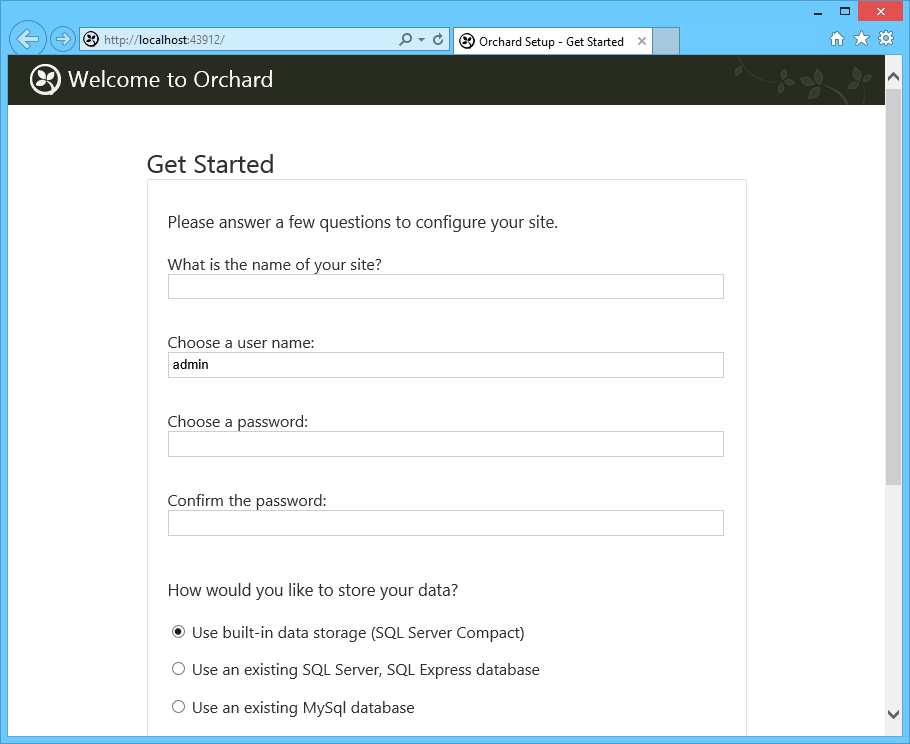 http://localhost:43912/
Orchard Setup - Get Started
Welcome to Orchard
Get Started
Please answer a few questions to configure your site.
What is the name of your site?
Choose a user name:
admin
Choose a password:
Confirm the password:
How would you like to store your data?
Use built-in data storage (SQL Server Compact)
Use an existing SQL Server, SQL Express database
Use an existing MySql database